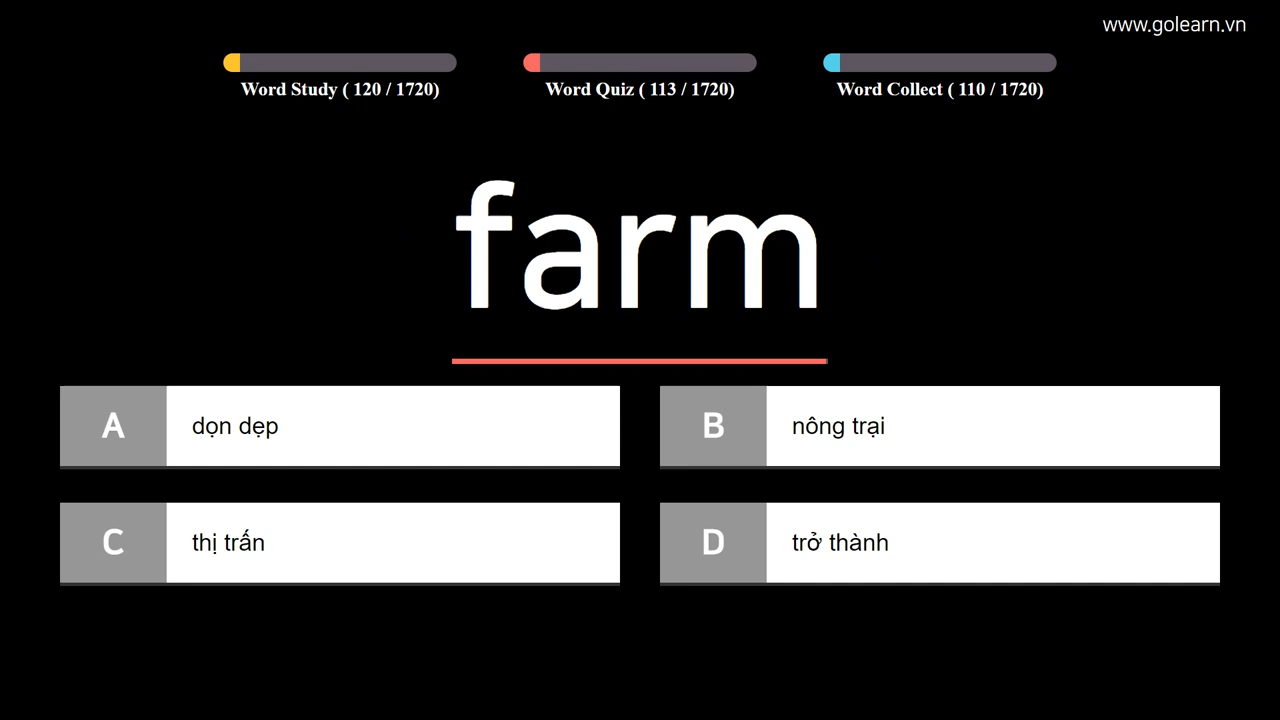 www.golearn.vn
Word Study ( 120 / 1720)
Word Quiz ( 113 / 1720)
Word Collect ( 110 / 1720)
farm
A
dọn dẹp
B
nông trại
C
thị trấn
D
trở thành